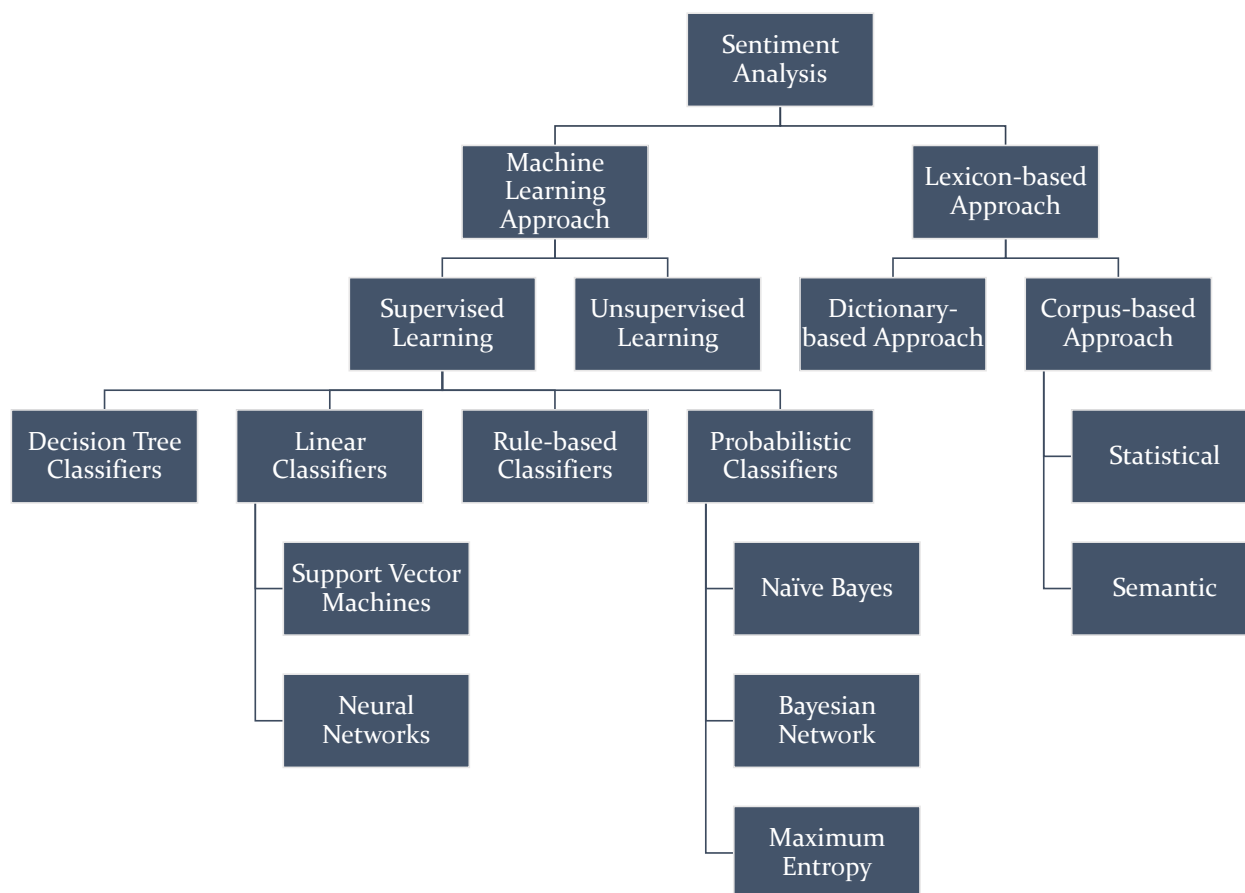 Sentiment
Analysis
Machine
Learning
Approach
Lexicon-based
Approach
Supervised
Learning
Unsupervised
Learning
Dictionary-
based Approach
Corpus-based
Approach
Decision Tree
Classifiers
Linear
Classifiers
Rule-based
Classifiers
Probabilistic
Classifiers
Statistical
Support Vector
Machines
Naïve Bayes
Semantic
Neural
Networks
Bayesian
Network
Maximum
Entropy